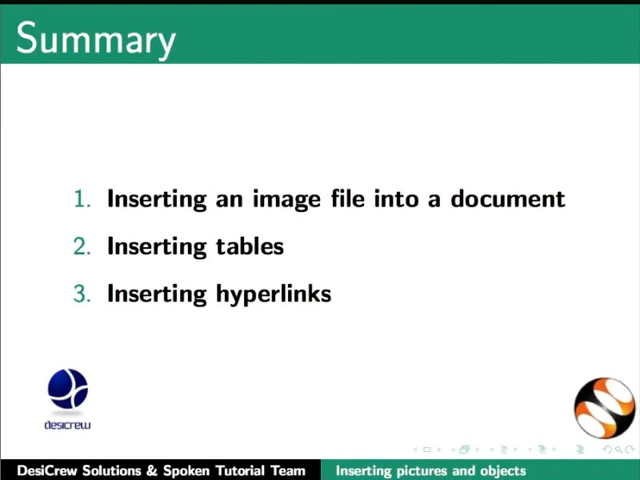 Summary
1. Inserting an image file into a document
2. Inserting tables
3. Inserting hyperlinks
desicrew
DesiCrew Solutions & Spoken Tutorial Team
Inserting pictures and objects